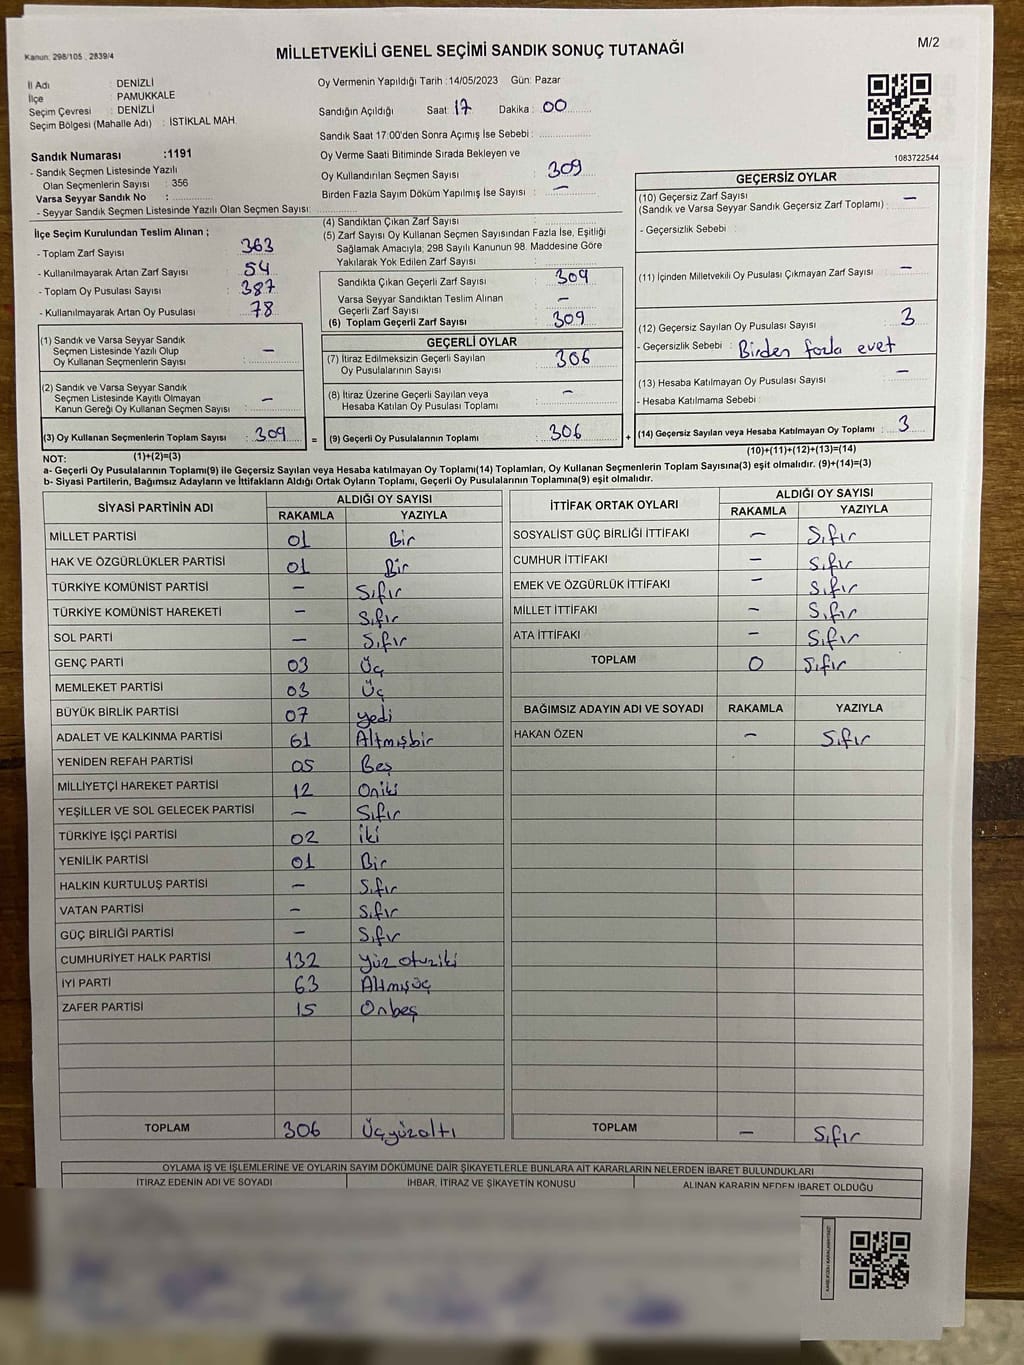 Kanun: 298/105 , 2839/4
MİLLETVEKİLİ GENEL SEÇİMİ SANDIK SONUÇ TUTANAĞI
M/2
İl Adı : DENİZLİ
İlçe : PAMUKKALE
Seçim Çevresi : DENİZLİ
Seçim Bölgesi (Mahalle Adı) : İSTİKLAL MAH.
Oy Vermenin Yapıldığı Tarih :14/05/2023 Gün: Pazar
Sandığın Açıldığı Saat: 17 Dakika : 00
Sandık Saat 17:00'den Sonra Açımış İse Sebebi :
1083722544
Sandık Numarası :1191
- Sandık Seçmen Listesinde Yazılı
Olan Seçmenlerin Sayısı : 356
Varsa Seyyar Sandık No :
- Seyyar Sandık Seçmen Listesinde Yazılı Olan Seçmen Sayısı:
Oy Verme Saati Bitiminde Sırada Bekleyen ve
Oy Kullandırılan Seçmen Sayısı : 309
Birden Fazla Sayım Döküm Yapılmış İse Sayısı : –
İlçe Seçim Kurulundan Teslim Alınan ;
- Toplam Zarf Sayısı : 363
- Kullanılmayarak Artan Zarf Sayısı : 54
- Toplam Oy Pusulası Sayısı : 387
- Kullanılmayarak Artan Oy Pusulası : 78
(4) Sandıktan Çıkan Zarf Sayısı :
(5) Zarf Sayısı Oy Kullanan Seçmen Sayısından Fazla İse, Eşitliği
Sağlamak Amacıyla, 298 Sayılı Kanunun 98. Maddesine Göre
Yakılarak Yok Edilen Zarf Sayısı :
Sandıkta Çıkan Geçerli Zarf Sayısı : 309
Varsa Seyyar Sandıktan Teslim Alınan
Geçerli Zarf Sayısı : –
(6) Toplam Geçerli Zarf Sayısı : 309
GEÇERSİZ OYLAR
(10) Geçersiz Zarf Sayısı
(Sandık ve Varsa Seyyar Sandık Geçersiz Zarf Toplamı) : –
- Geçersizlik Sebebi :
(11) İçinden Milletvekili Oy Pusulası Çıkmayan Zarf Sayısı : –
(12) Geçersiz Sayılan Oy Pusulası Sayısı : 3
- Geçersizlik Sebebi : Birden fazla evet
(13) Hesaba Katılmayan Oy Pusulası Sayısı : –
- Hesaba Katılmama Sebebi :
(14) Geçersiz Sayılan veya Hesaba Katılmayan Oy Toplamı : 3
(10)+(11)+(12)+(13)=(14)
(1) Sandık ve Varsa Seyyar Sandık
Seçmen Listesinde Yazılı Olup
Oy Kullanan Seçmenlerin Sayısı : –
(2) Sandık ve Varsa Seyyar Sandık
Seçmen Listesinde Kayıtlı Olmayan
Kanun Gereği Oy Kullanan Seçmen Sayısı : –
(3) Oy Kullanan Seçmenlerin Toplam Sayısı : 309 =
(1)+(2)=(3)
GEÇERLİ OYLAR
(7) İtiraz Edilmeksizin Geçerli Sayılan
Oy Pusulalarının Sayısı : 306
(8) İtiraz Üzerine Geçerli Sayılan veya
Hesaba Katılan Oy Pusulası Toplamı : –
(9) Geçerli Oy Pusulalannın Toplamı : 306 +
NOT:
a- Geçerli Oy Pusulalarının Toplamı(9) ile Geçersiz Sayılan veya Hesaba katılmayan Oy Toplamı(14) Toplamları, Oy Kullanan Seçmenlerin Toplam Sayısına(3) eşit olmalıdır. (9)+(14)=(3)
b- Siyasi Partilerin, Bağımsız Adayların ve İttifakların Aldığı Ortak Oyların Toplamı, Geçerli Oy Pusulalarının Toplamına(9) eşit olmalıdır.
SİYASİ PARTİNİN ADI ALDIĞI OY SAYISI
RAKAMLA YAZIYLA
MİLLET PARTİSİ 01 Bir
HAK VE ÖZGÜRLÜKLER PARTİSİ 01 Bir
TÜRKİYE KOMÜNİST PARTİSİ – Sıfır
TÜRKİYE KOMÜNİST HAREKETİ – Sıfır
SOL PARTİ – Sıfır
GENÇ PARTİ 03 Üç
MEMLEKET PARTİSİ 03 Üç
BÜYÜK BİRLİK PARTİSİ 07 yedi
ADALET VE KALKINMA PARTİSİ 61 Altmışbir
YENİDEN REFAH PARTİSİ 05 Beş
MİLLİYETÇİ HAREKET PARTİSİ 12 Oniki
YEŞİLLER VE SOL GELECEK PARTİSİ – Sıfır
TÜRKİYE İŞÇİ PARTİSİ 02 iki
YENİLİK PARTİSİ 01 Bir
HALKIN KURTULUŞ PARTİSİ – Sıfır
VATAN PARTİSİ – Sıfır
GÜÇ BİRLİĞİ PARTİSİ – Sıfır
CUMHURİYET HALK PARTİSİ 132 yüzotuziki
İYİ PARTİ 63 Altmışüç
ZAFER PARTİSİ 15 Onbeş
TOPLAM 306 Üçyüzaltı
İTTİFAK ORTAK OYLARI ALDIĞI OY SAYISI
RAKAMLA YAZIYLA
SOSYALİST GÜÇ BİRLİĞİ İTTİFAKI – Sıfır
CUMHUR İTTİFAKI – Sıfır
EMEK VE ÖZGÜRLÜK İTTİFAKI – Sıfır
MİLLET İTTİFAKI – Sıfır
ATA İTTİFAKI – Sıfır
TOPLAM 0 Sıfır
BAĞIMSIZ ADAYIN ADI VE SOYADI RAKAMLA YAZIYLA
HAKAN ÖZEN – Sıfır
TOPLAM – Sıfır
OYLAMA İŞ VE İŞLEMLERİNE VE OYLARIN SAYIM DÖKÜMÜNE DAİR ŞİKAYETLERLE BUNLARA AİT KARARLARIN NELERDEN İBARET BULUNDUKLARI
İTİRAZ EDENİN ADI VE SOYADI İHBAR, İTİRAZ VE ŞİKAYETİN KONUSU ALINAN KARARIN NEDEN İBARET OLDUĞU